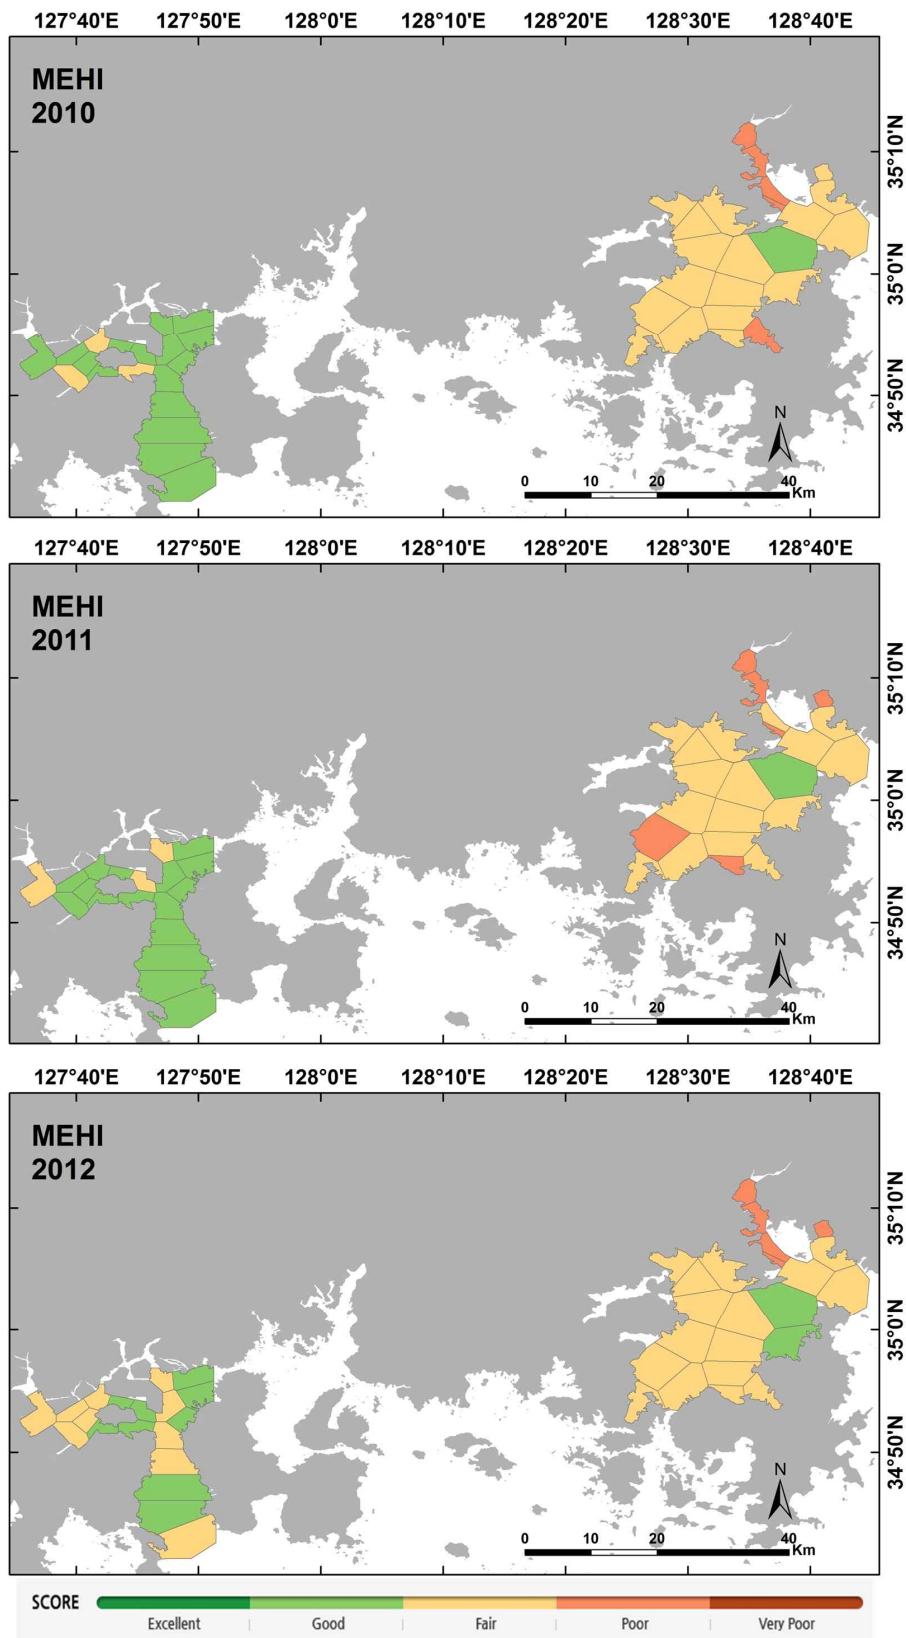 127°40'E 127°50'E 128°0'E 128°10'E 128°20'E 128°30'E 128°40'E
MEHI
2010
35°10'N
35°0'N
34°50'N
N
0 10 20 40
Km
127°40'E 127°50'E 128°0'E 128°10'E 128°20'E 128°30'E 128°40'E
MEHI
2011
35°10'N
35°0'N
34°50'N
N
0 10 20 40
Km
127°40'E 127°50'E 128°0'E 128°10'E 128°20'E 128°30'E 128°40'E
MEHI
2012
35°10'N
35°0'N
34°50'N
N
0 10 20 40
Km
SCORE
Excellent Good Fair Poor Very Poor